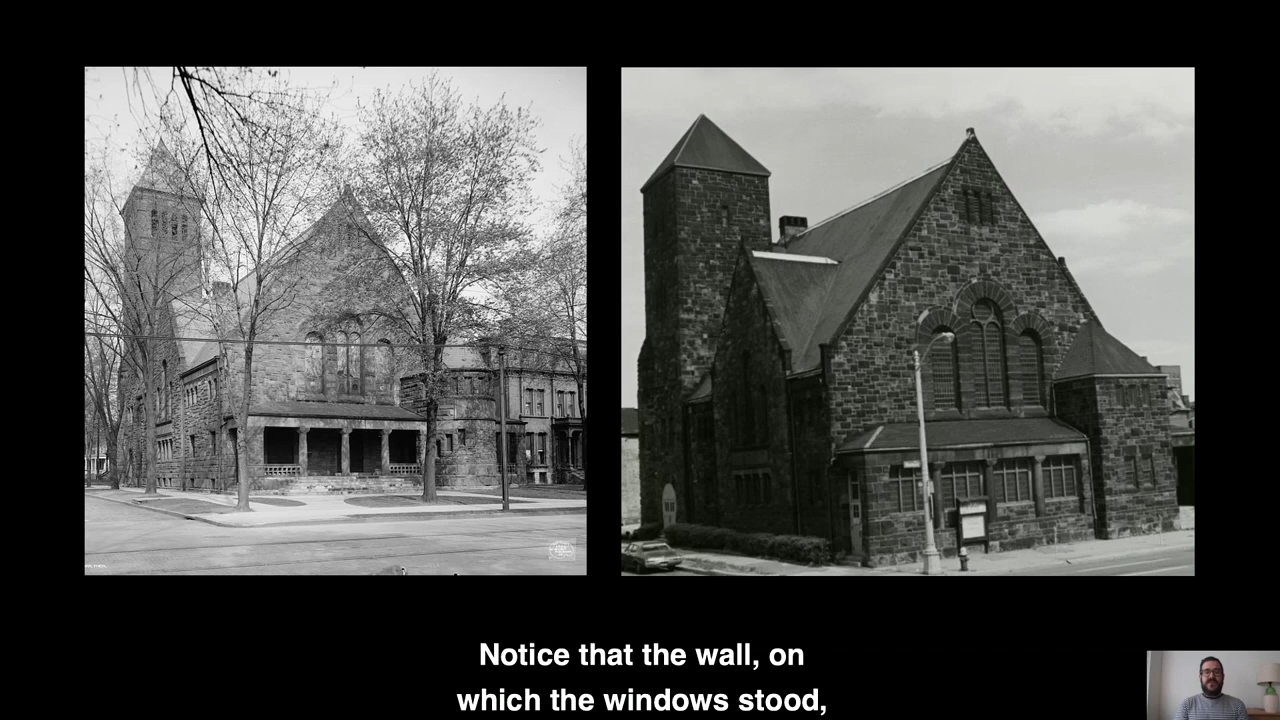 Notice that the wall, on
which the windows stood,